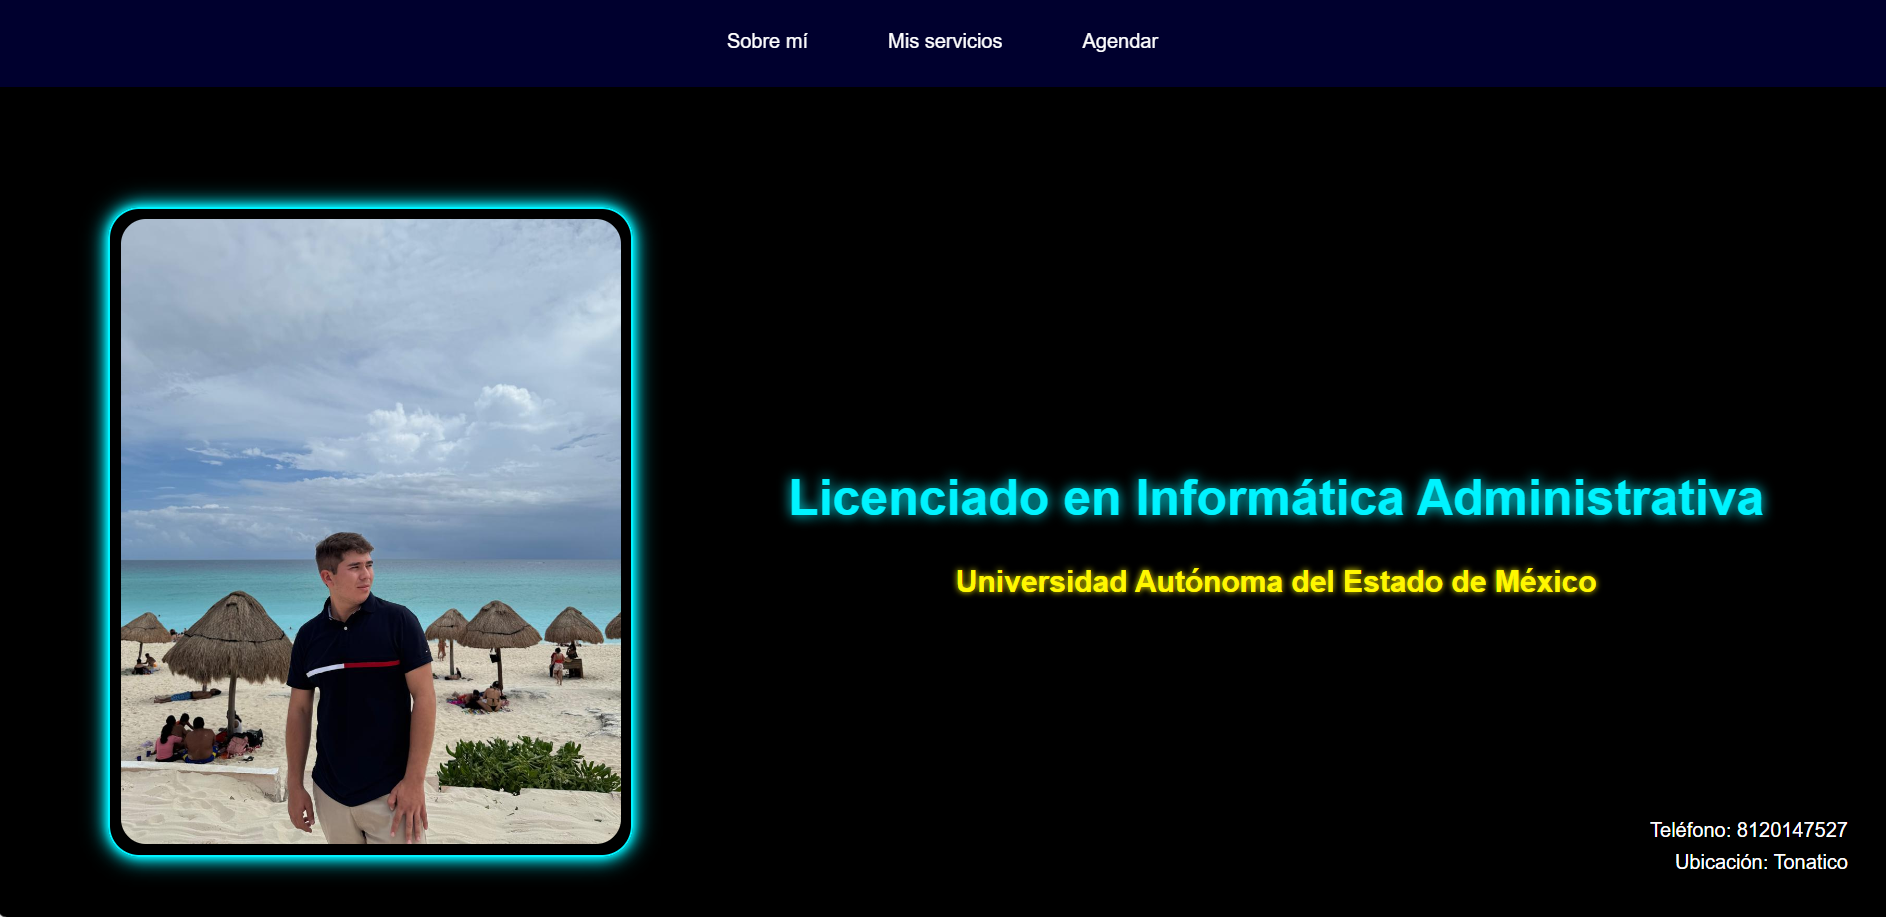 Sobre mí
Mis servicios
Agendar
Licenciado en Informática Administrativa
Universidad Autónoma del Estado de México
Teléfono: 8120147527
Ubicación: Tonatico